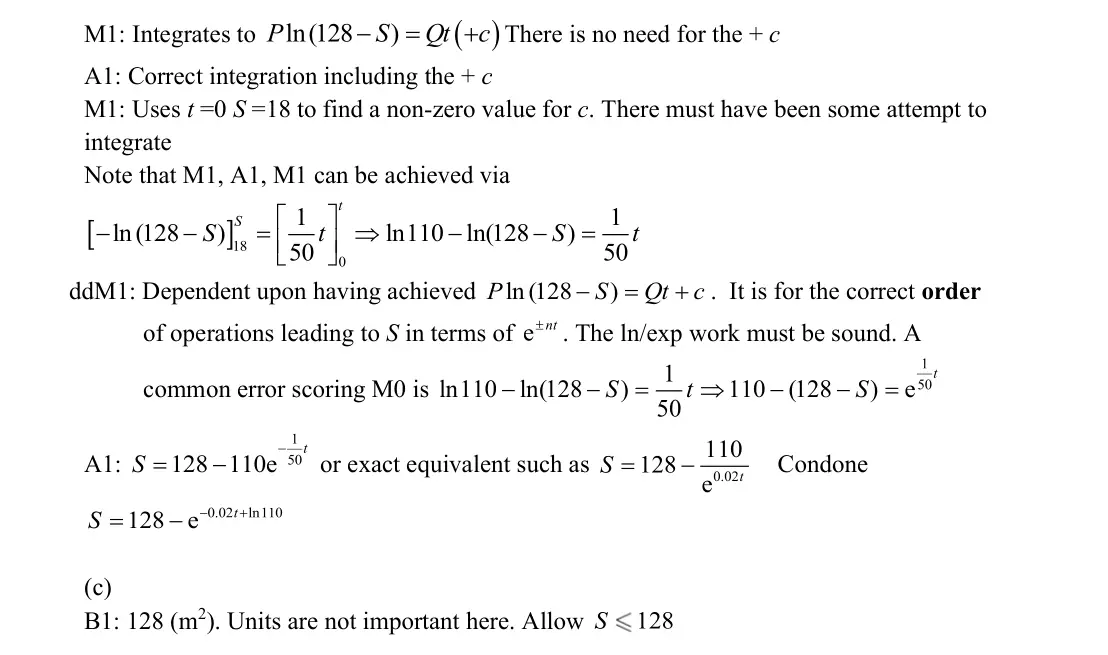 M1: Integrates to P ln(128 − S) = Qt (+c) There is no need for the + c
A1: Correct integration including the + c
M1: Uses t =0 S =18 to find a non-zero value for c. There must have been some attempt to
integrate
Note that M1, A1, M1 can be achieved via
[−ln(128 − S)]₁₈^S = [1/50 t]₀^t ⇒ ln110 − ln(128 − S) = 1/50 t
ddM1: Dependent upon having achieved P ln(128 − S) = Qt + c . It is for the correct order
of operations leading to S in terms of e^(±nt) . The ln/exp work must be sound. A
common error scoring M0 is ln110 − ln(128 − S) = 1/50 t ⇒ 110 − (128 − S) = e^(1/50 t)
A1: S = 128 − 110e^(−1/50 t) or exact equivalent such as S = 128 − 110/e^(0.02t) Condone
S = 128 − e^(−0.02t+ln110)
(c)
B1: 128 (m²). Units are not important here. Allow S ⩽ 128